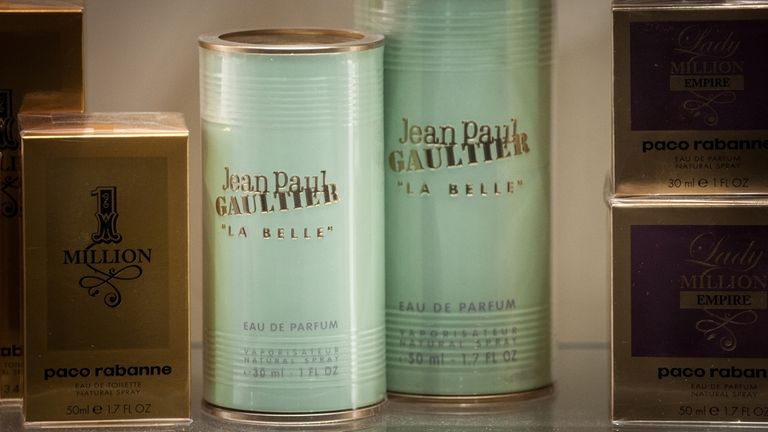 1
MILLION
paco rabanne
EAU DE TOILETTE
NATURAL SPRAY
50ml e 1.7 FL OZ
Jean Paul
GAULTIER
"LA BELLE"
EAU DE PARFUM
VAPORISATEUR
NATURAL SPRAY
e30 ml - 1 FL. OZ
Jean Paul
GAULTIER
"LA BELLE"
EAU DE PARFUM
VAPORISATEUR
NATURAL SPRAY
e50 ml - 1.7 FL. OZ
Lady
MILLION
EMPIRE
paco rabanne
EAU DE PARFUM
NATURAL SPRAY
30 ml e 1 FL OZ
Lady
MILLION
EMPIRE
paco raban
EAU DE PARFUM
NATURAL SPRAY
50 ml e 1.7 FL OZ